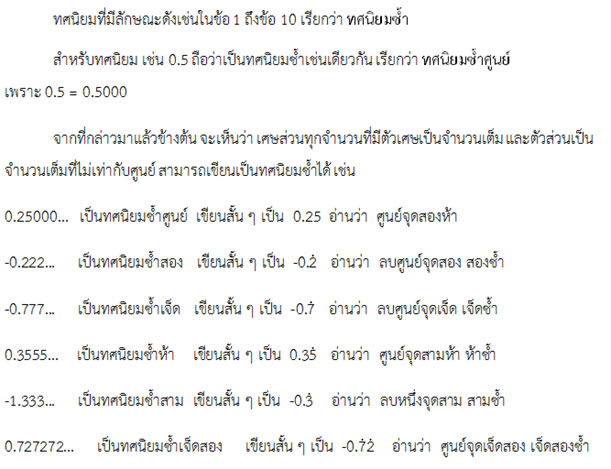 ทศนิยมที่มีลักษณะดังเช่นในข้อ 1 ถึงข้อ 10 เรียกว่า ทศนิยมซ้ำ
สำหรับทศนิยม เช่น 0.5 ถือว่าเป็นทศนิยมซ้ำเช่นเดียวกัน เรียกว่า ทศนิยมซ้ำศูนย์
เพราะ 0.5 = 0.5000
จากที่กล่าวมาแล้วข้างต้น จะเห็นว่า เศษส่วนทุกจำนวนที่มีตัวเศษเป็นจำนวนเต็ม และตัวส่วนเป็น
จำนวนเต็มที่ไม่เท่ากับศูนย์ สามารถเขียนเป็นทศนิยมซ้ำได้ เช่น
0.25000... เป็นทศนิยมซ้ำศูนย์ เขียนสั้น ๆ เป็น 0.25 อ่านว่า ศูนย์จุดสองห้า
-0.222... เป็นทศนิยมซ้ำสอง เขียนสั้น ๆ เป็น -0.2̇ อ่านว่า ลบศูนย์จุดสอง สองซ้ำ
-0.777... เป็นทศนิยมซ้ำเจ็ด เขียนสั้น ๆ เป็น -0.7̇ อ่านว่า ลบศูนย์จุดเจ็ด เจ็ดซ้ำ
0.3555... เป็นทศนิยมซ้ำห้า เขียนสั้น ๆ เป็น 0.35̇ อ่านว่า ศูนย์จุดสามห้า ห้าซ้ำ
-1.333... เป็นทศนิยมซ้ำสาม เขียนสั้น ๆ เป็น -0.3̇ อ่านว่า ลบหนึ่งจุดสาม สามซ้ำ
0.727272... เป็นทศนิยมซ้ำเจ็ดสอง เขียนสั้น ๆ เป็น -0.7̇2̇ อ่านว่า ศูนย์จุดเจ็ดสอง เจ็ดสองซ้ำ